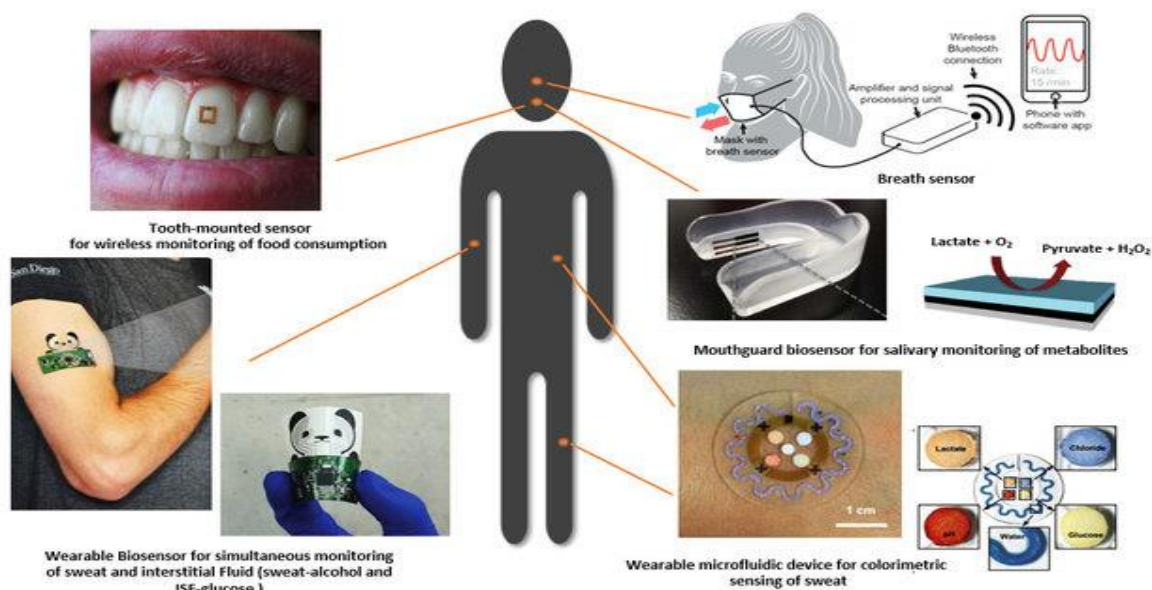 Wireless
Bluetooth
connection
Rate:
15 /min
Amplifier and signal
processing unit
Phone with
software app
Mask with
breath sensor
Breath sensor
Tooth-mounted sensor
for wireless monitoring of food consumption
San Diego
Lactate + O₂
Pyruvate + H₂O₂
Mouthguard biosensor for salivary monitoring of metabolites
1 cm
Lactate
Chloride
pH
Water
Glucose
Wearable Biosensor for simultaneous monitoring
of sweat and interstitial Fluid (sweat-alcohol and
ISF-glucose )
Wearable microfluidic device for colorimetric
sensing of sweat